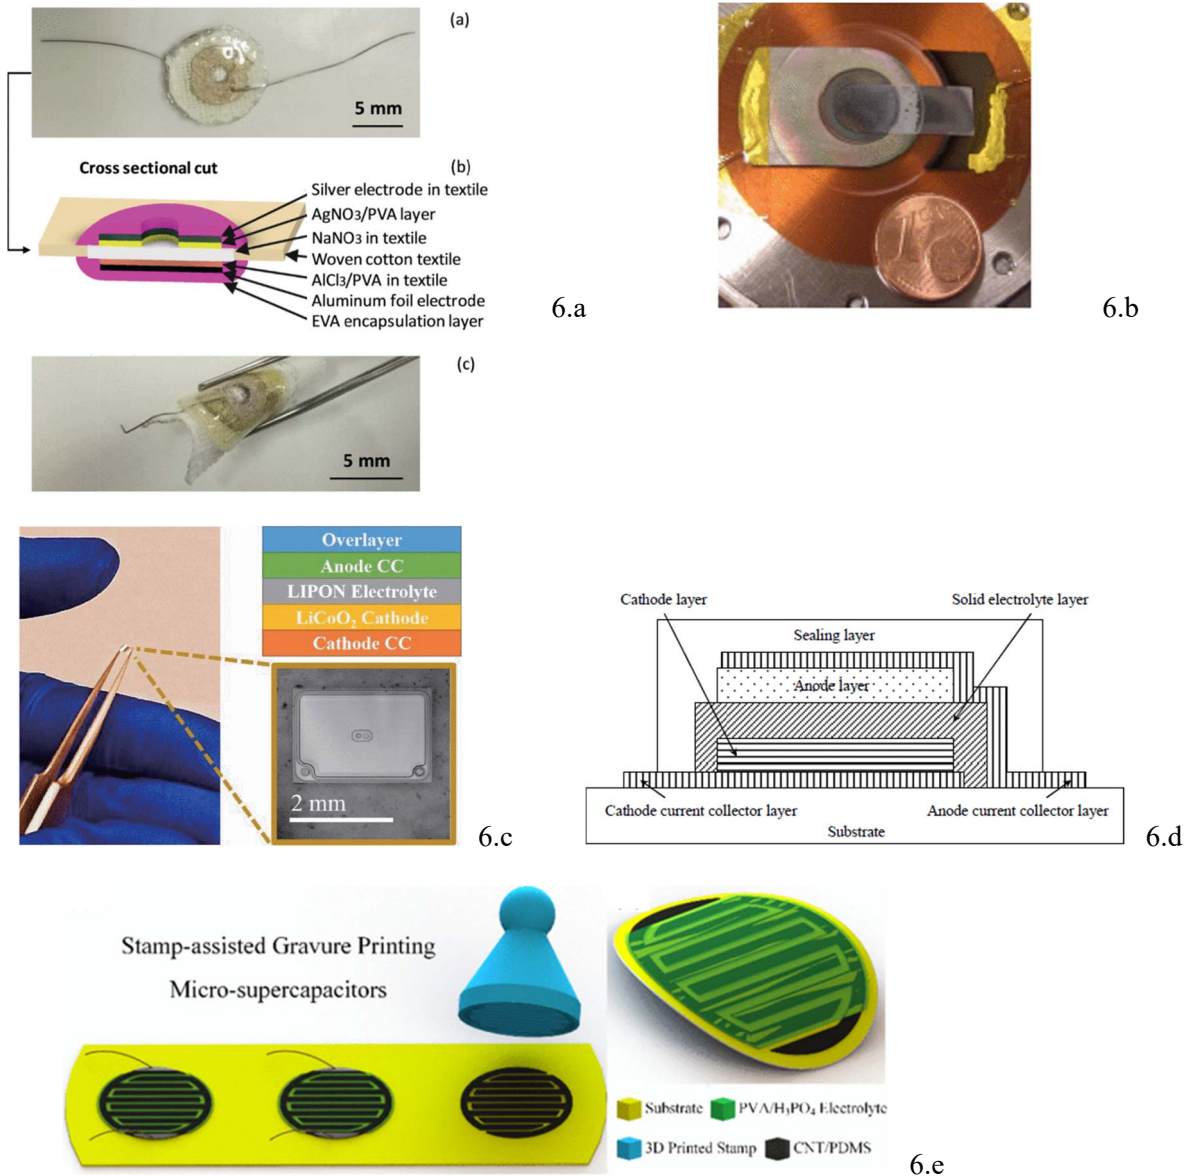 (a)
5 mm
Cross sectional cut
(b)
Silver electrode in textile
AgNO3/PVA layer
NaNO3 in textile
Woven cotton textile
AlCl3/PVA in textile
Aluminum foil electrode
EVA encapsulation layer
6.a
6.b
(c)
5 mm
Overlayer
Anode CC
LIPON Electrolyte
LiCoO₂ Cathode
Cathode CC
2 mm
6.c
Cathode layer
Solid electrolyte layer
Sealing layer
Anode layer
Cathode current collector layer
Anode current collector layer
Substrate
6.d
Stamp-assisted Gravure Printing
Micro-supercapacitors
Substrate
PVA/H₃PO₄ Electrolyte
3D Printed Stamp
CNT/PDMS
6.e